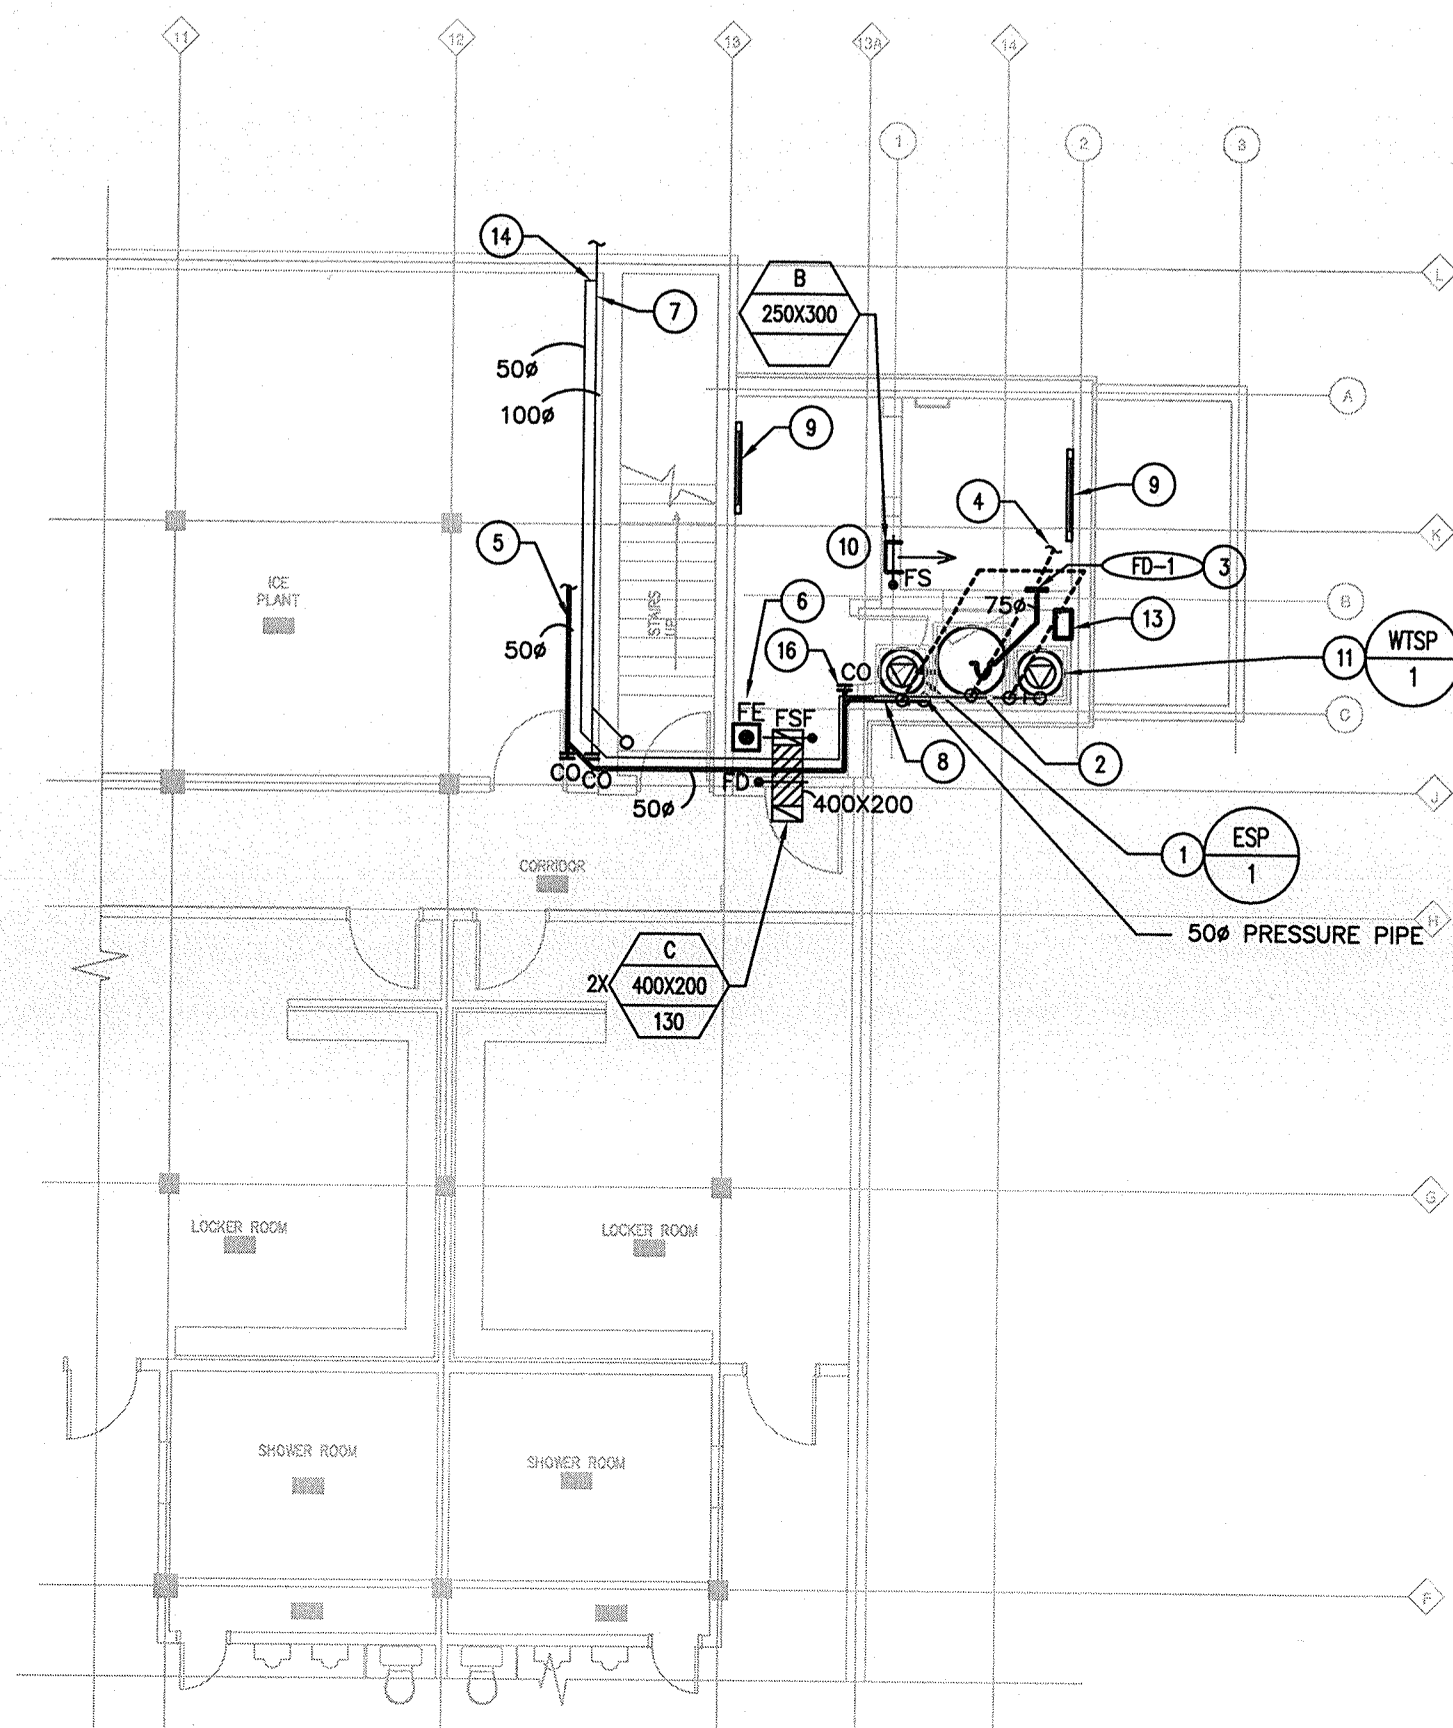 11
12
13
13A
14
1
2
3
14
7
B
250X300
L
50ø
100ø
A
9
9
4
K
5
10
FS
FD-1
3
ICE
PLANT
75ø
B
6
13
STAIRS
UP
50ø
16
CO
11
WTSP
1
FE
FSF
C
8
2
CO
CO
FD
50ø
400X200
J
CORRIDOR
1
ESP
1
H
50ø PRESSURE PIPE
C
2X
400X200
130
G
LOCKER ROOM
LOCKER ROOM
SHOWER ROOM
SHOWER ROOM
F